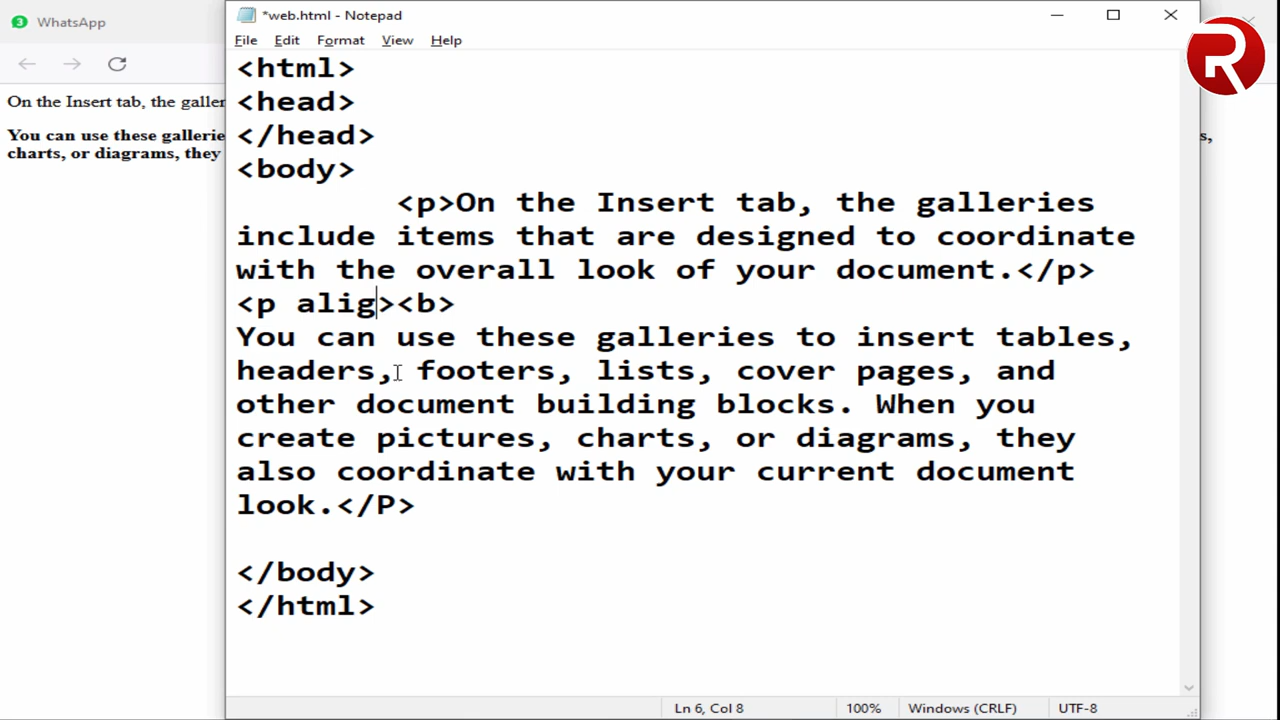 WhatsApp
*web.html - Notepad
File Edit Format View Help
On the Insert tab, the galler
You can use these gallerie
charts, or diagrams, they
s,
<html>
<head>
</head>
<body>
<p>On the Insert tab, the galleries
include items that are designed to coordinate
with the overall look of your document.</p>
<p alig><b>
You can use these galleries to insert tables,
headers, footers, lists, cover pages, and
other document building blocks. When you
create pictures, charts, or diagrams, they
also coordinate with your current document
look.</P>
</body>
</html>
Ln 6, Col 8 100% Windows (CRLF) UTF-8
R
3